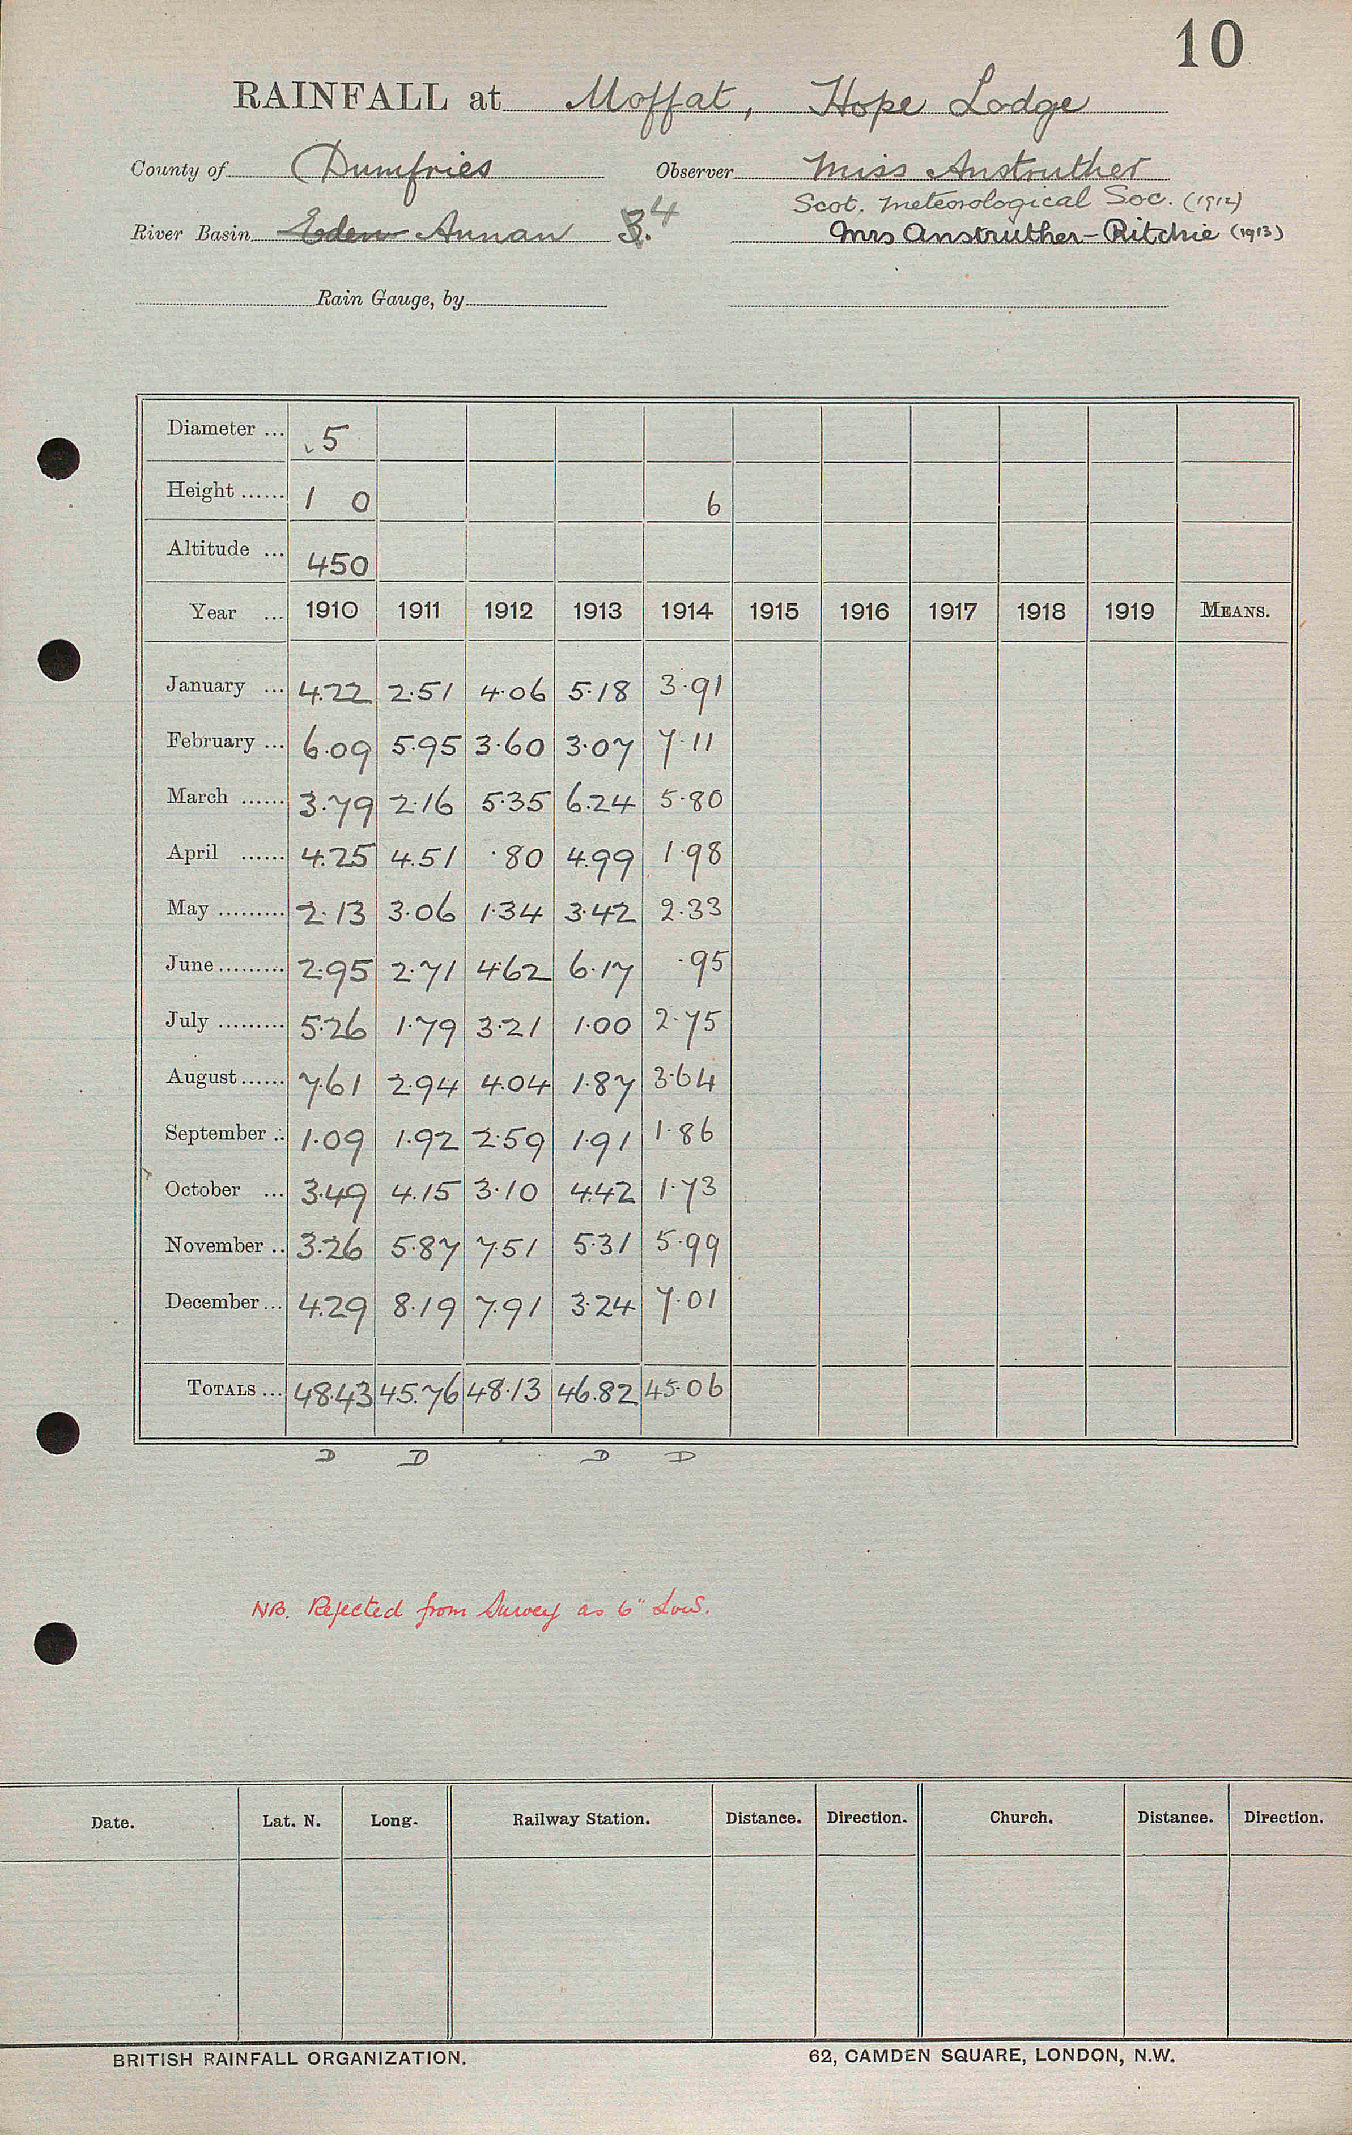 10
RAINFALL at Moffat, Hope Lodge
County of Dumfries Observer Miss Anstruther
Scot. Meteorological Soc. (1912)
River Basin Eden Annan 3.4 Mrs Anstruther-Ritchie (1913)
Rain Gauge, by
Diameter ... 5
Height ...... 1 0 6
Altitude ... 450
Year ... 1910 1911 1912 1913 1914 1915 1916 1917 1918 1919 MEANS.
January ... 4.22 2.51 4.06 5.18 3.91
February ... 6.09 5.95 3.60 3.07 7.11
March ...... 3.79 2.16 5.35 6.24 5.80
April ...... 4.25 4.51 .80 4.99 1.98
May ......... 2.13 3.06 1.34 3.42 2.33
June ......... 2.95 2.71 4.62 6.17 .95
July ......... 5.26 1.79 3.21 1.00 2.75
August ...... 7.61 2.94 4.04 1.87 3.64
September ... 1.09 1.92 2.59 1.91 1.86
October ... 3.49 4.15 3.10 4.42 1.73
November .. 3.26 5.87 7.51 5.31 5.99
December ... 4.29 8.19 7.91 3.24 7.01
TOTALS ... 48.43 45.76 48.13 46.82 45.06
D D D D
NB. Rejected from Survey as 6" Low.
Date. Lat. N. Long. Railway Station. Distance. Direction. Church. Distance. Direction.
BRITISH RAINFALL ORGANIZATION. 62, CAMDEN SQUARE, LONDON, N.W.